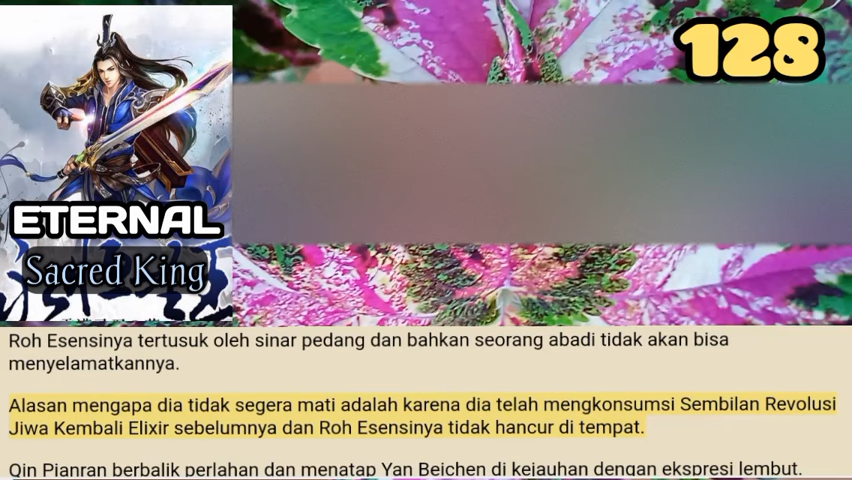 128
ETERNAL
Sacred King
Roh Esensinya tertusuk oleh sinar pedang dan bahkan seorang abadi tidak akan bisa
menyelamatkannya.
Alasan mengapa dia tidak segera mati adalah karena dia telah mengkonsumsi Sembilan Revolusi
Jiwa Kembali Elixir sebelumnya dan Roh Esensinya tidak hancur di tempat.
Qin Pianran berbalik perlahan dan menatap Yan Beichen di kejauhan dengan ekspresi lembut.